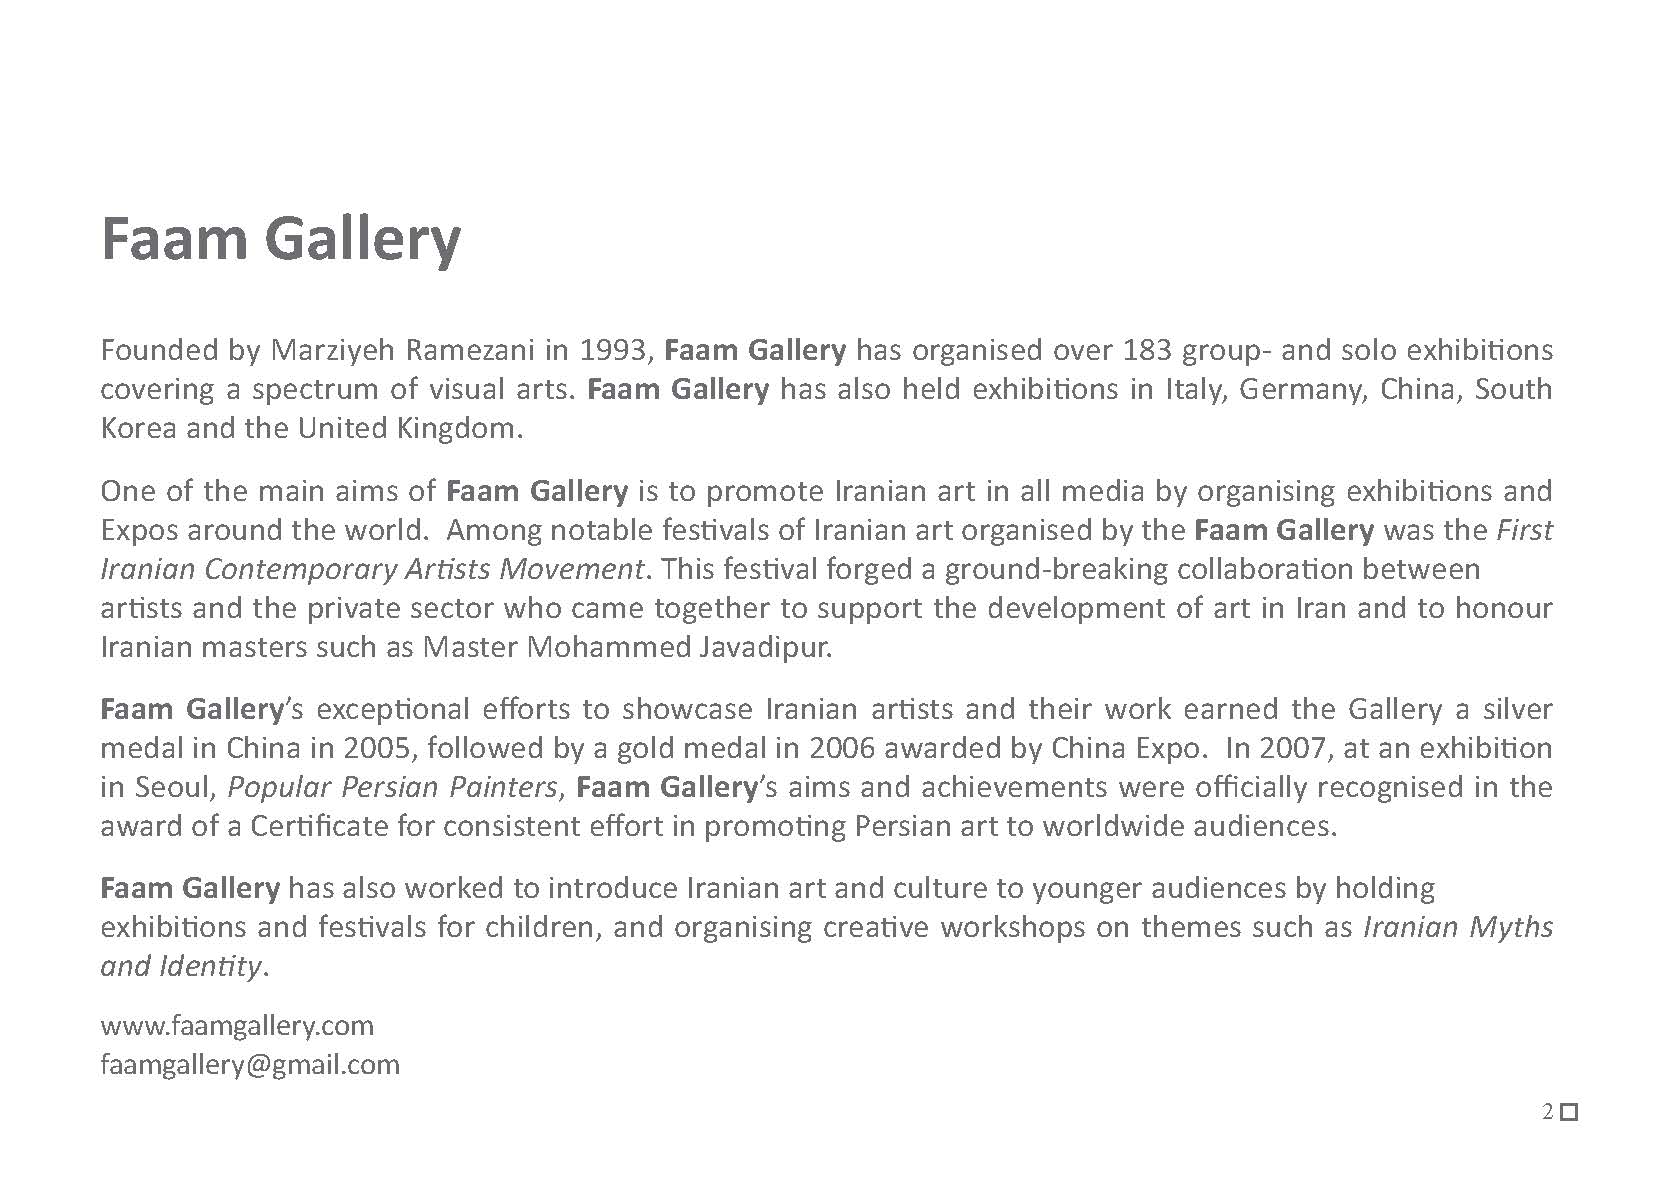 Faam Gallery
Founded by Marziyeh Ramezani in 1993, Faam Gallery has organised over 183 group- and solo exhibitions
covering a spectrum of visual arts. Faam Gallery has also held exhibitions in Italy, Germany, China, South
Korea and the United Kingdom.
One of the main aims of Faam Gallery is to promote Iranian art in all media by organising exhibitions and
Expos around the world.  Among notable festivals of Iranian art organised by the Faam Gallery was the First
Iranian Contemporary Artists Movement. This festival forged a ground-breaking collaboration between
artists and the private sector who came together to support the development of art in Iran and to honour
Iranian masters such as Master Mohammed Javadipur.
Faam Gallery’s exceptional efforts to showcase Iranian artists and their work earned the Gallery a silver
medal in China in 2005, followed by a gold medal in 2006 awarded by China Expo.  In 2007, at an exhibition
in Seoul, Popular Persian Painters, Faam Gallery’s aims and achievements were officially recognised in the
award of a Certificate for consistent effort in promoting Persian art to worldwide audiences.
Faam Gallery has also worked to introduce Iranian art and culture to younger audiences by holding
exhibitions and festivals for children, and organising creative workshops on themes such as Iranian Myths
and Identity.
www.faamgallery.com
faamgallery@gmail.com
2